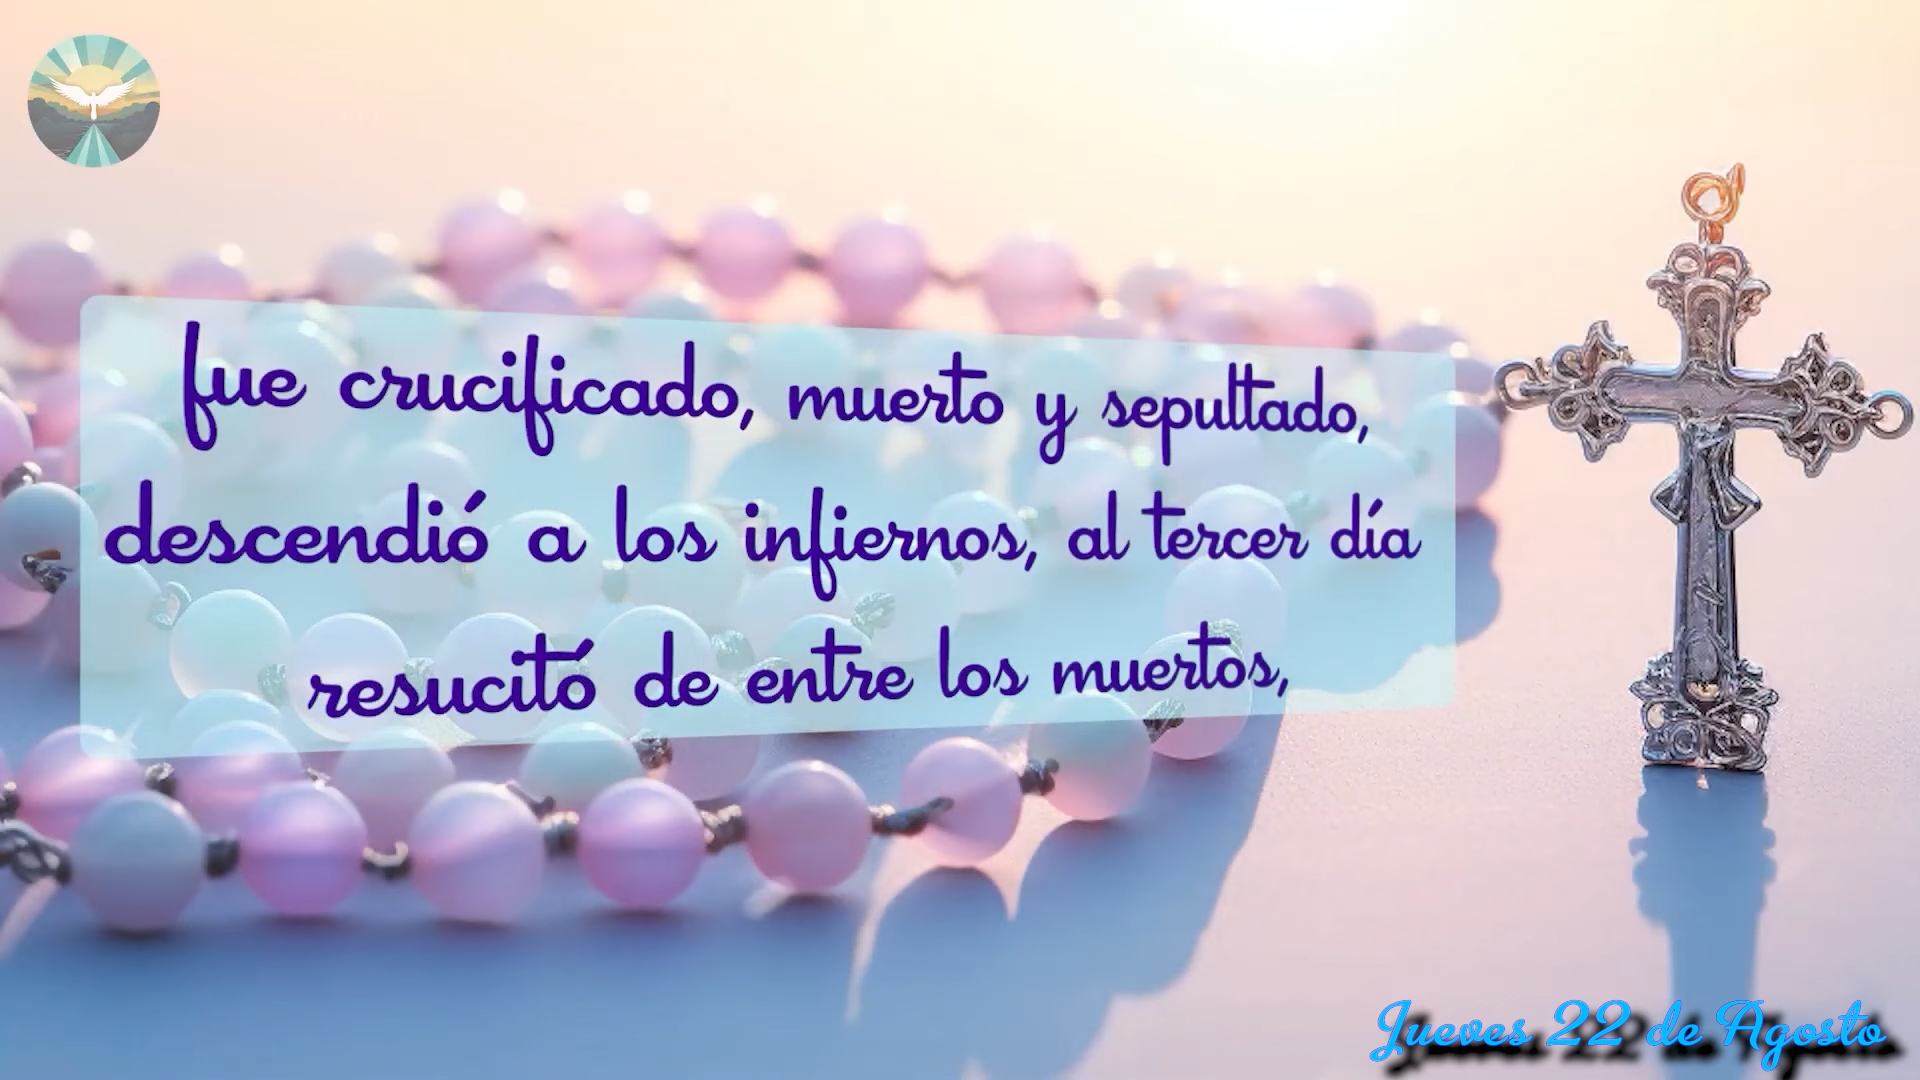 fue crucificado, muerto y sepultado,
descendió a los infiernos, al tercer día
resucitó de entre los muertos,
Jueves 22 de Agosto